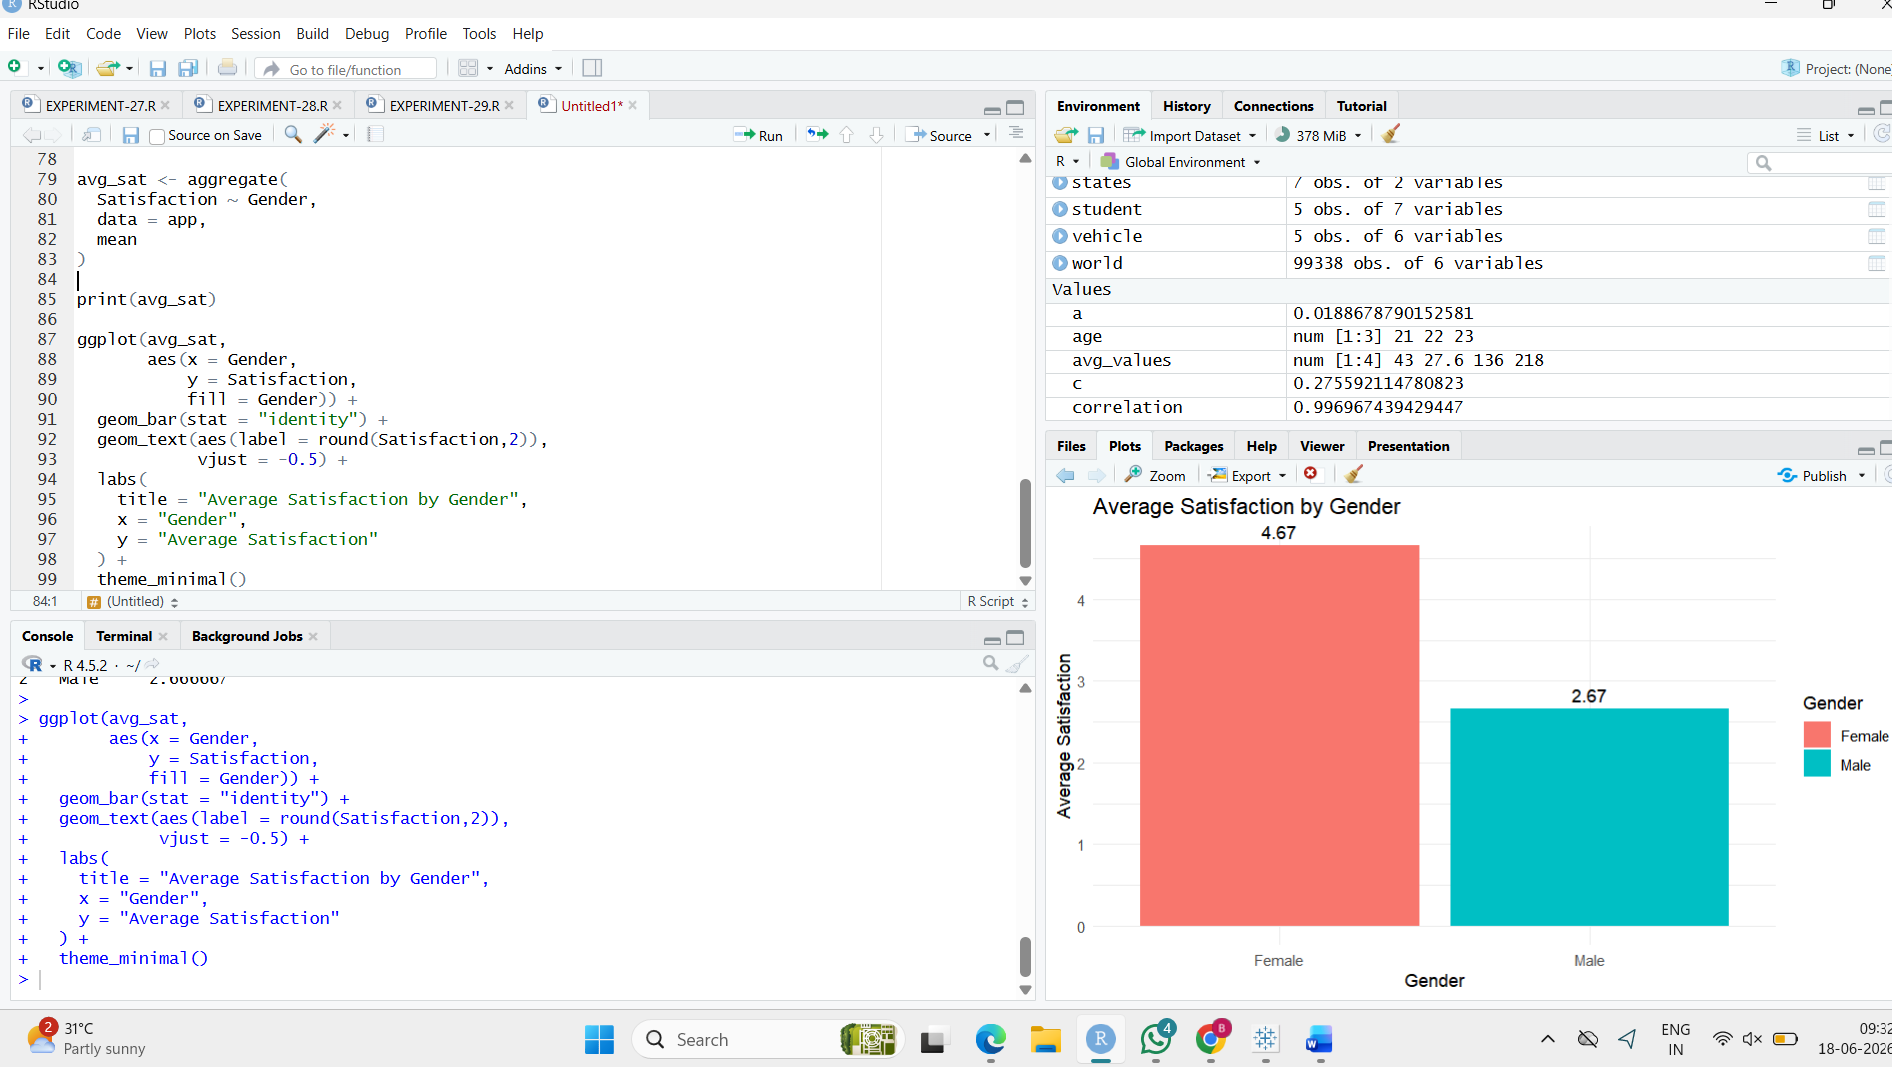 RStudio
File Edit Code View Plots Session Build Debug Profile Tools Help
Go to file/function
Addins
Project: (None
EXPERIMENT-27.R
EXPERIMENT-28.R
EXPERIMENT-29.R
Untitled1*
Source on Save
Run
Source
78
79 avg_sat <- aggregate(
80 Satisfaction ~ Gender,
81 data = app,
82 mean
83 )
84
85 print(avg_sat)
86
87 ggplot(avg_sat,
88 aes(x = Gender,
89 y = Satisfaction,
90 fill = Gender)) +
91 geom_bar(stat = "identity") +
92 geom_text(aes(label = round(Satisfaction,2)),
93 vjust = -0.5) +
94 labs(
95 title = "Average Satisfaction by Gender",
96 x = "Gender",
97 y = "Average Satisfaction"
98 ) +
99 theme_minimal()
84:1 # (Untitled) R Script
Console Terminal Background Jobs
R R 4.5.2 · ~/
2 Male 2.666667
>
> ggplot(avg_sat,
+ aes(x = Gender,
+ y = Satisfaction,
+ fill = Gender)) +
+ geom_bar(stat = "identity") +
+ geom_text(aes(label = round(Satisfaction,2)),
+ vjust = -0.5) +
+ labs(
+ title = "Average Satisfaction by Gender",
+ x = "Gender",
+ y = "Average Satisfaction"
+ ) +
+ theme_minimal()
>
Environment History Connections Tutorial
Import Dataset 378 MiB List
R Global Environment
states 7 obs. of 2 variables
student 5 obs. of 7 variables
vehicle 5 obs. of 6 variables
world 99338 obs. of 6 variables
Values
a 0.0188678790152581
age num [1:3] 21 22 23
avg_values num [1:4] 43 27.6 136 218
c 0.275592114780823
correlation 0.996967439429447
Files Plots Packages Help Viewer Presentation
Zoom Export Publish
Average Satisfaction by Gender
4.67
2.67
4
3
2
1
0
Average Satisfaction
Female
Male
Gender
Gender
Female
Male
2
31°C
Partly sunny
Search
R
4
B
W
ENG
IN
09:32
18-06-2026